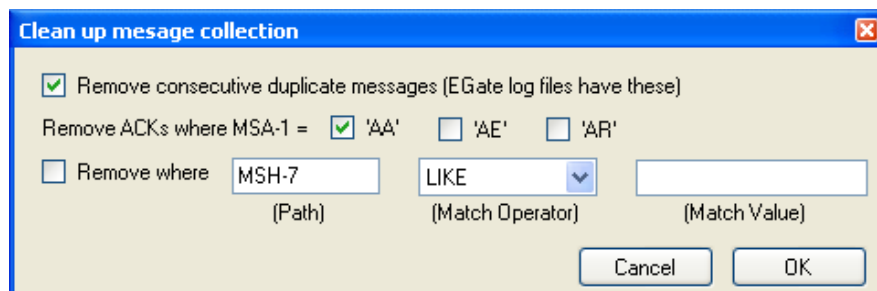 Clean up mesage collection
Remove consecutive duplicate messages (EGate log files have these)
Remove ACKs where MSA-1 = 'AA' 'AE' 'AR'
Remove where MSH-7 LIKE
(Path) (Match Operator) (Match Value)
Cancel OK